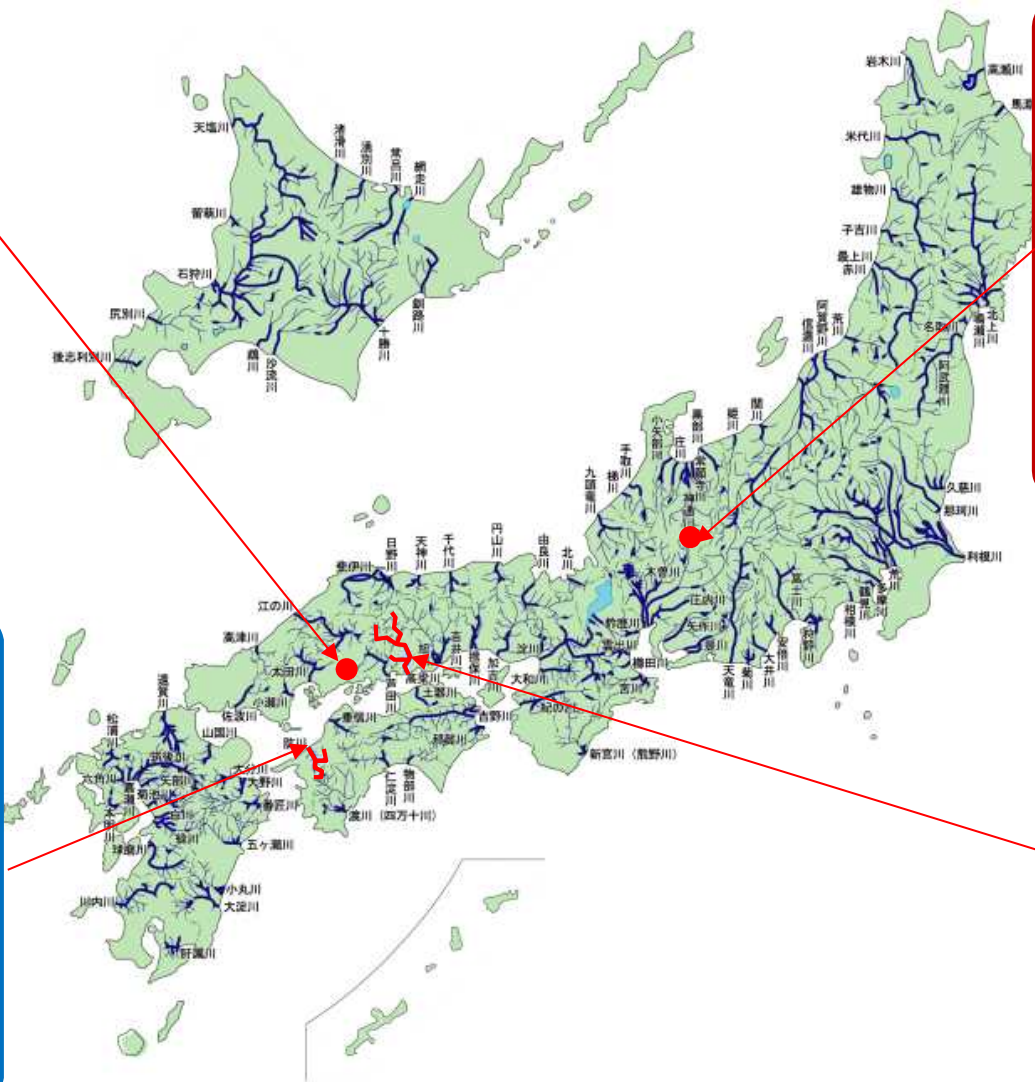 岩木川
高瀬川
馬淵
米代川
雄物川
子吉川
最上川
赤川
荒川
阿賀野川
信濃川
名取川
北上川
鳴瀬川
阿武隈川
天塩川
渚滑川
湧別川
常呂川
網走川
留萌川
石狩川
尻別川
後志利別川
鵡川
沙流川
十勝川
釧路川
関川
姫川
黒部川
常願寺川
神通川
庄川
小矢部川
手取川
梯川
九頭竜川
久慈川
那珂川
利根川
荒川
多摩川
鶴見川
相模川
富士川
狩野川
安倍川
大井川
菊川
天竜川
豊川
矢作川
庄内川
木曽川
鈴鹿川
雲出川
櫛田川
宮川
北川
由良川
円山川
千代川
天神川
日野川
斐伊川
江の川
高津川
太田川
小瀬川
佐波川
芦田川
高梁川
旭
吉井川
揖保川
加古川
淀川
大和川
紀の川
新宮川（熊野川）
土器川
吉野川
那賀川
重信川
肱川
物部川
仁淀川
渡川（四万十川）
遠賀川
山国川
松浦川
六角川
嘉瀬川
筑後川
矢部川
菊池川
本明川
白川
緑川
球磨川
大分川
大野川
番匠川
五ヶ瀬川
小丸川
大淀川
川内川
肝属川